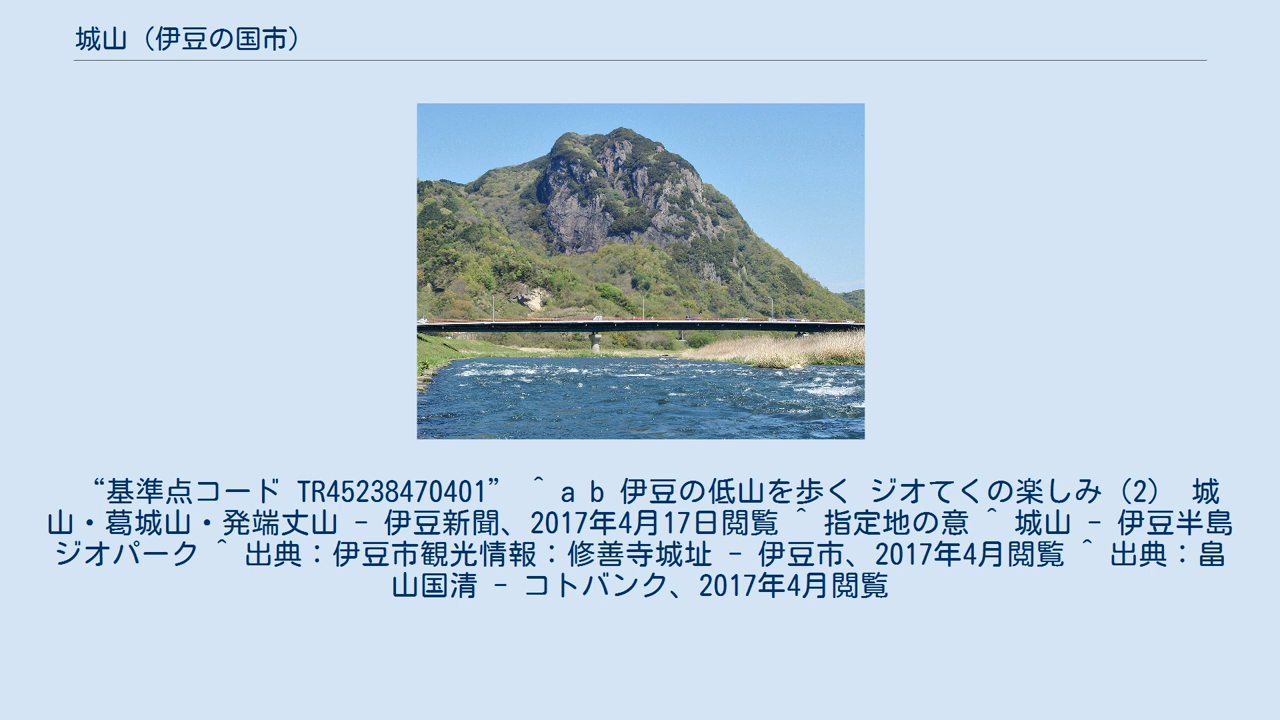 城山（伊豆の国市）
“基準点コード TR45238470401” ^ a b 伊豆の低山を歩く ジオてくの楽しみ（2） 城
山・葛城山・発端丈山 - 伊豆新聞、2017年4月17日閲覧 ^ 指定地の意 ^ 城山 - 伊豆半島
ジオパーク ^ 出典：伊豆市観光情報：修善寺城址 - 伊豆市、2017年4月閲覧 ^ 出典：畠
山国清 - コトバンク、2017年4月閲覧